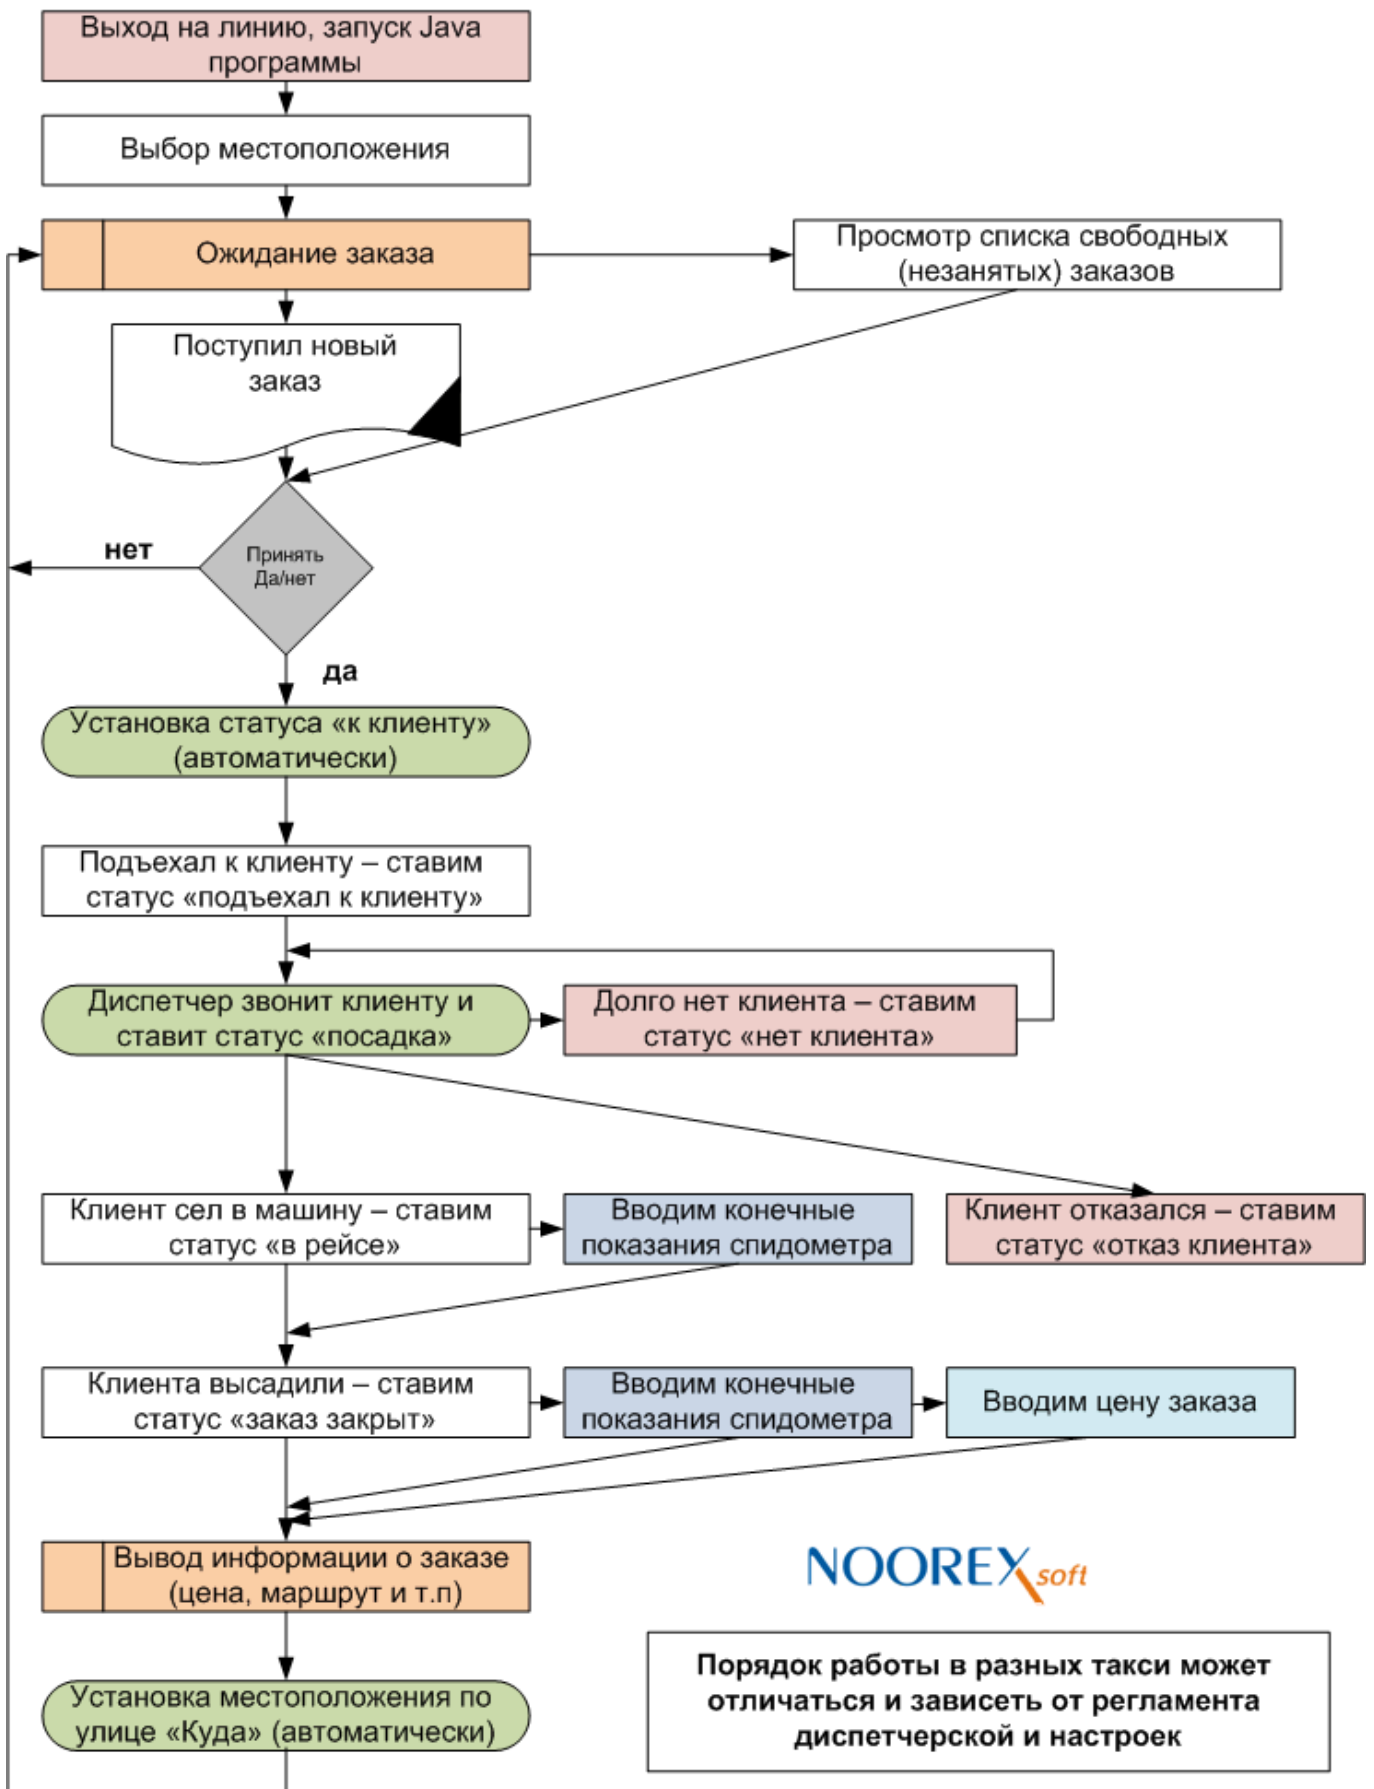 Выход на линию, запуск Java
программы
Выбор местоположения
Ожидание заказа
Просмотр списка свободных
(незанятых) заказов
Поступил новый
заказ
нет
Принять
Да/нет
да
Установка статуса «к клиенту»
(автоматически)
Подъехал к клиенту – ставим
статус «подъехал к клиенту»
Диспетчер звонит клиенту и
ставит статус «посадка»
Долго нет клиента – ставим
статус «нет клиента»
Клиент сел в машину – ставим
статус «в рейсе»
Вводим конечные
показания спидометра
Клиент отказался – ставим
статус «отказ клиента»
Клиента высадили – ставим
статус «заказ закрыт»
Вводим конечные
показания спидометра
Вводим цену заказа
Вывод информации о заказе
(цена, маршрут и т.п)
NOOREX soft
Установка местоположения по
улице «Куда» (автоматически)
Порядок работы в разных такси может
отличаться и зависеть от регламента
диспетчерской и настроек